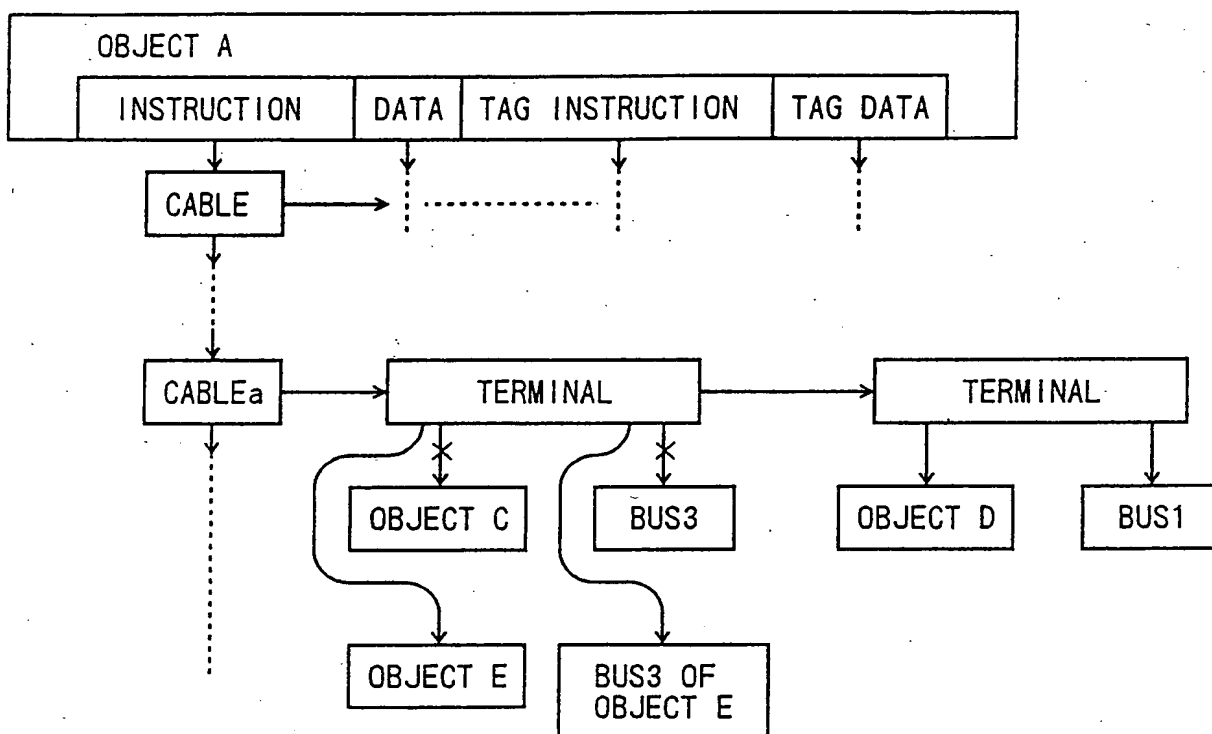 OBJECT A
INSTRUCTION DATA TAG INSTRUCTION TAG DATA
CABLE
CABLEa TERMINAL TERMINAL
OBJECT C BUS3 OBJECT D BUS1
OBJECT E BUS3 OF
OBJECT E